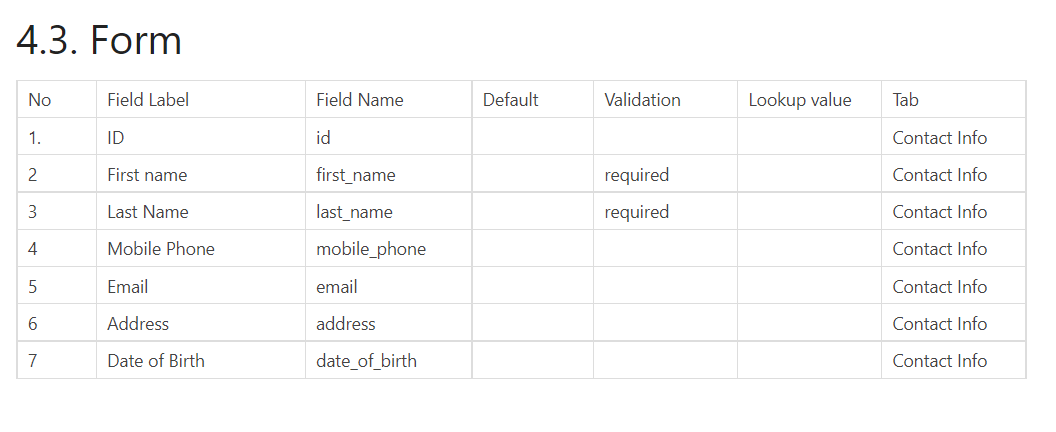 4.3. Form
No Field Label Field Name Default Validation Lookup value Tab
1. ID id Contact Info
2 First name first_name required Contact Info
3 Last Name last_name required Contact Info
4 Mobile Phone mobile_phone Contact Info
5 Email email Contact Info
6 Address address Contact Info
7 Date of Birth date_of_birth Contact Info